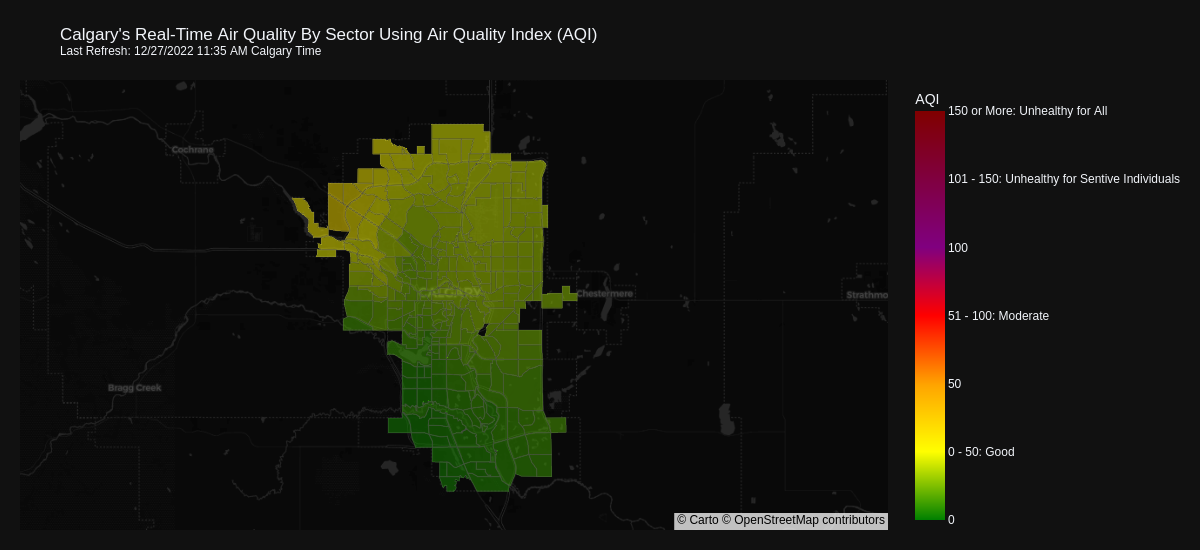 Calgary's Real-Time Air Quality By Sector Using Air Quality Index (AQI)
Last Refresh: 12/27/2022 11:35 AM Calgary Time
AQI
150 or More: Unhealthy for All
101 - 150: Unhealthy for Sentive Individuals
100
51 - 100: Moderate
50
0 - 50: Good
0
Cochrane
CALGARY
Chestermere
Strathmo
Bragg Creek
© Carto © OpenStreetMap contributors